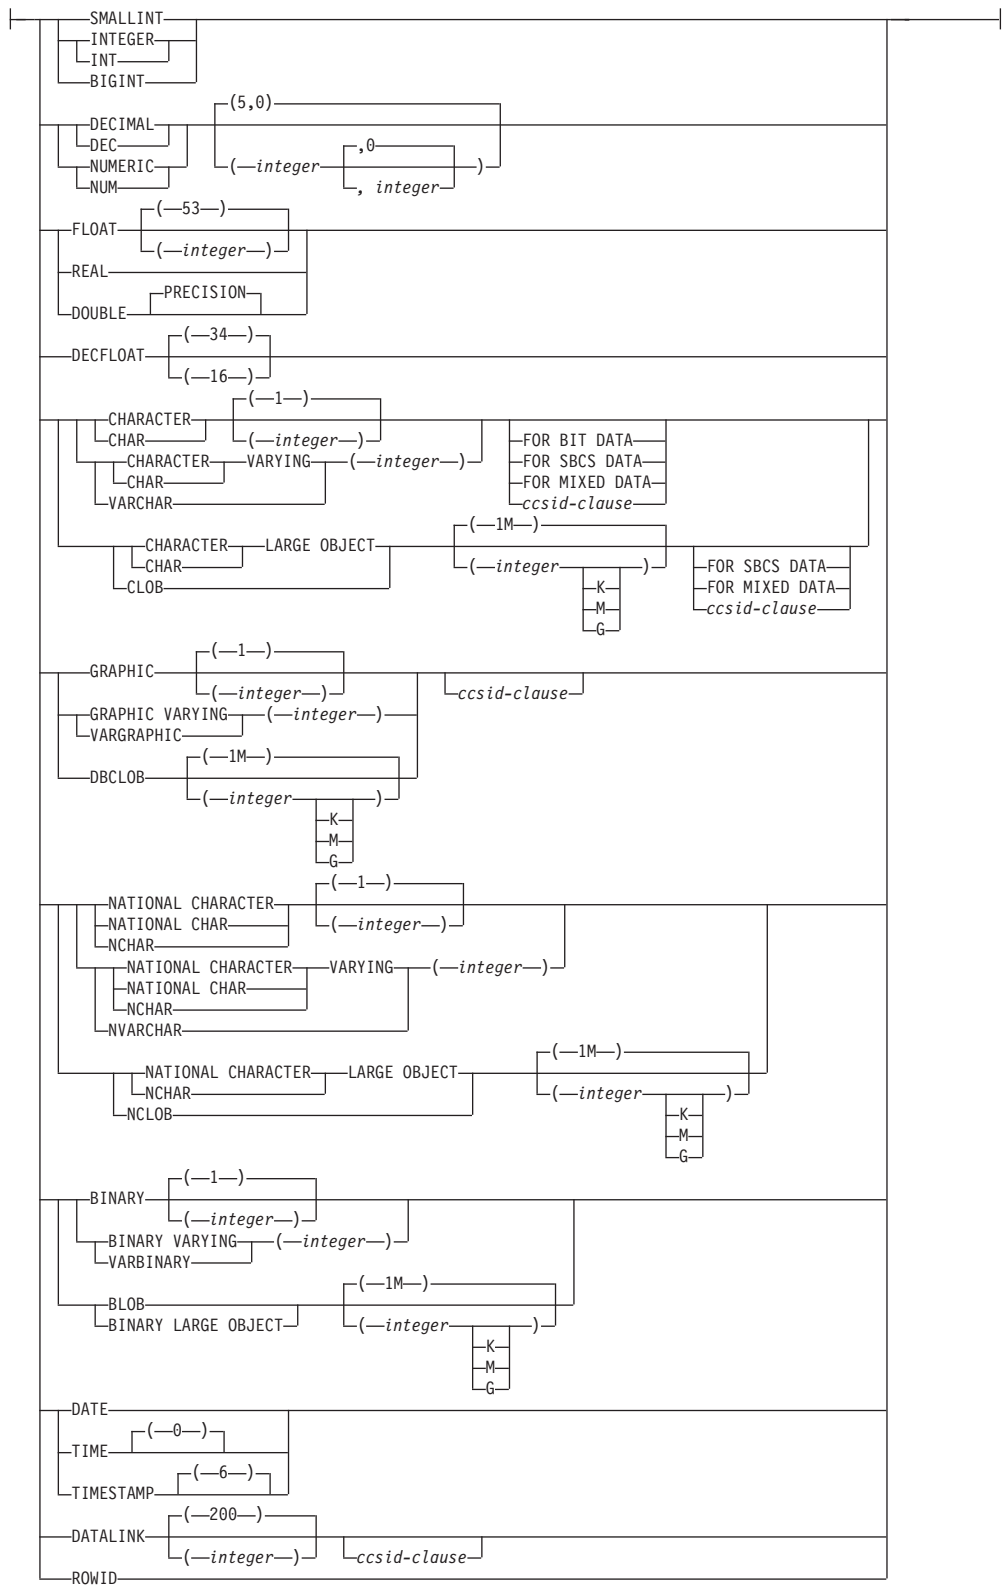 SMALLINT
INTEGER
INT
BIGINT
(5,0)
DECIMAL
DEC
,0
NUMERIC
( integer )
NUM
, integer
( 53 )
FLOAT
( integer )
REAL
PRECISION
DOUBLE
( 34 )
DECFLOAT
( 16 )
( 1 )
CHARACTER
CHAR ( integer ) FOR BIT DATA
CHARACTER VARYING ( integer ) FOR SBCS DATA
CHAR FOR MIXED DATA
VARCHAR ccsid-clause
( 1M )
CHARACTER LARGE OBJECT
CHAR ( integer ) FOR SBCS DATA
CLOB K FOR MIXED DATA
M ccsid-clause
G
( 1 )
GRAPHIC
( integer ) ccsid-clause
GRAPHIC VARYING ( integer )
VARGRAPHIC
( 1M )
DBCLOB
( integer )
K
M
G
( 1 )
NATIONAL CHARACTER
NATIONAL CHAR ( integer )
NCHAR
NATIONAL CHARACTER VARYING ( integer )
NATIONAL CHAR
NCHAR
NVARCHAR
( 1M )
NATIONAL CHARACTER LARGE OBJECT
NCHAR ( integer )
NCLOB K
M
G
( 1 )
BINARY
( integer )
BINARY VARYING ( integer )
VARBINARY
( 1M )
BLOB
BINARY LARGE OBJECT ( integer )
K
M
G
DATE
( 0 )
TIME
( 6 )
TIMESTAMP
( 200 )
DATALINK
( integer ) ccsid-clause
ROWID